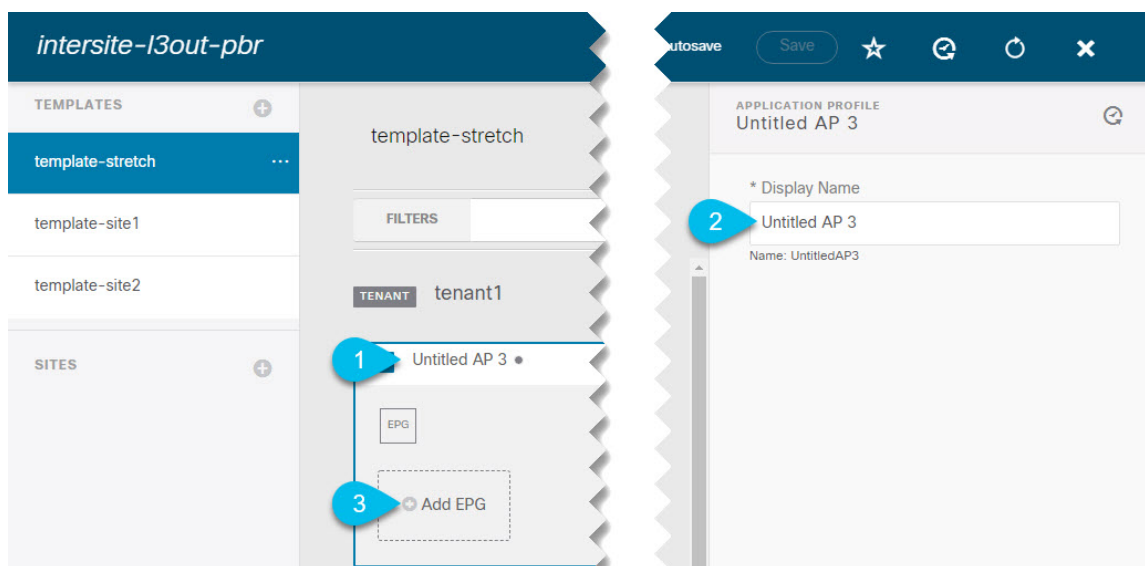 intersite-l3out-pbr
utosave
Save
TEMPLATES
template-stretch
template-site1
template-site2
SITES
template-stretch
FILTERS
TENANT tenant1
1
Untitled AP 3
EPG
3
Add EPG
APPLICATION PROFILE
Untitled AP 3
* Display Name
2
Untitled AP 3
Name: UntitledAP3